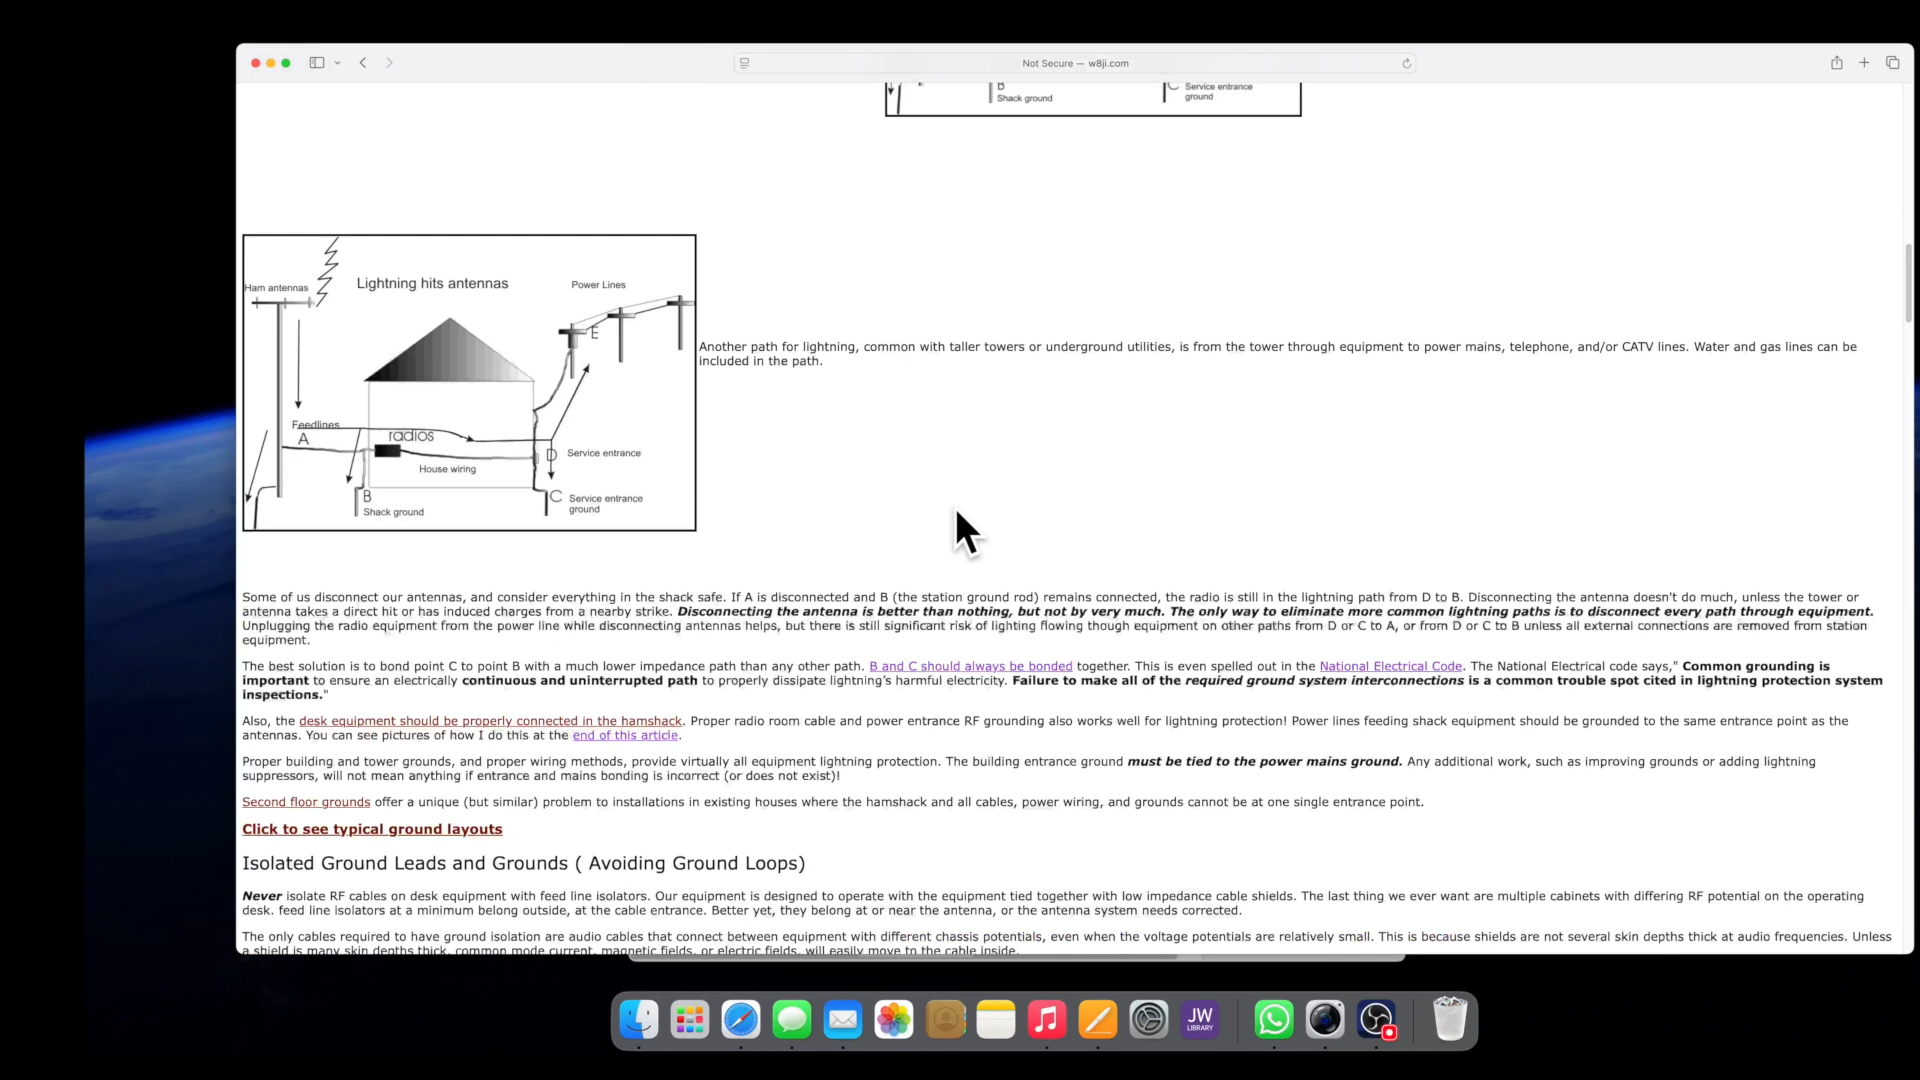 Not Secure — w8ji.com
B
Shack ground
C
Service entrance
ground
Lightning hits antennas
Ham antennas
Power Lines
E
Feedlines
A
radios
House wiring
D
Service entrance
B
Shack ground
C
Service entrance
ground
Another path for lightning, common with taller towers or underground utilities, is from the tower through equipment to power mains, telephone, and/or CATV lines. Water and gas lines can be
included in the path.
Some of us disconnect our antennas, and consider everything in the shack safe. If A is disconnected and B (the station ground rod) remains connected, the radio is still in the lightning path from D to B. Disconnecting the antenna doesn't do much, unless the tower or
antenna takes a direct hit or has induced charges from a nearby strike. Disconnecting the antenna is better than nothing, but not by very much. The only way to eliminate more common lightning paths is to disconnect every path through equipment.
Unplugging the radio equipment from the power line while disconnecting antennas helps, but there is still significant risk of lighting flowing though equipment on other paths from D or C to A, or from D or C to B unless all external connections are removed from station
equipment.
The best solution is to bond point C to point B with a much lower impedance path than any other path. B and C should always be bonded together. This is even spelled out in the National Electrical Code. The National Electrical code says," Common grounding is
important to ensure an electrically continuous and uninterrupted path to properly dissipate lightning's harmful electricity. Failure to make all of the required ground system interconnections is a common trouble spot cited in lightning protection system
inspections."
Also, the desk equipment should be properly connected in the hamshack. Proper radio room cable and power entrance RF grounding also works well for lightning protection! Power lines feeding shack equipment should be grounded to the same entrance point as the
antennas. You can see pictures of how I do this at the end of this article.
Proper building and tower grounds, and proper wiring methods, provide virtually all equipment lightning protection. The building entrance ground must be tied to the power mains ground. Any additional work, such as improving grounds or adding lightning
suppressors, will not mean anything if entrance and mains bonding is incorrect (or does not exist)!
Second floor grounds offer a unique (but similar) problem to installations in existing houses where the hamshack and all cables, power wiring, and grounds cannot be at one single entrance point.
Click to see typical ground layouts
Isolated Ground Leads and Grounds ( Avoiding Ground Loops)
Never isolate RF cables on desk equipment with feed line isolators. Our equipment is designed to operate with the equipment tied together with low impedance cable shields. The last thing we ever want are multiple cabinets with differing RF potential on the operating
desk. feed line isolators at a minimum belong outside, at the cable entrance. Better yet, they belong at or near the antenna, or the antenna system needs corrected.
The only cables required to have ground isolation are audio cables that connect between equipment with different chassis potentials, even when the voltage potentials are relatively small. This is because shields are not several skin depths thick at audio frequencies. Unless
a shield is many skin depths thick, common mode current, magnetic fields, or electric fields, will easily move to the cable inside.
JW
LIBRARY